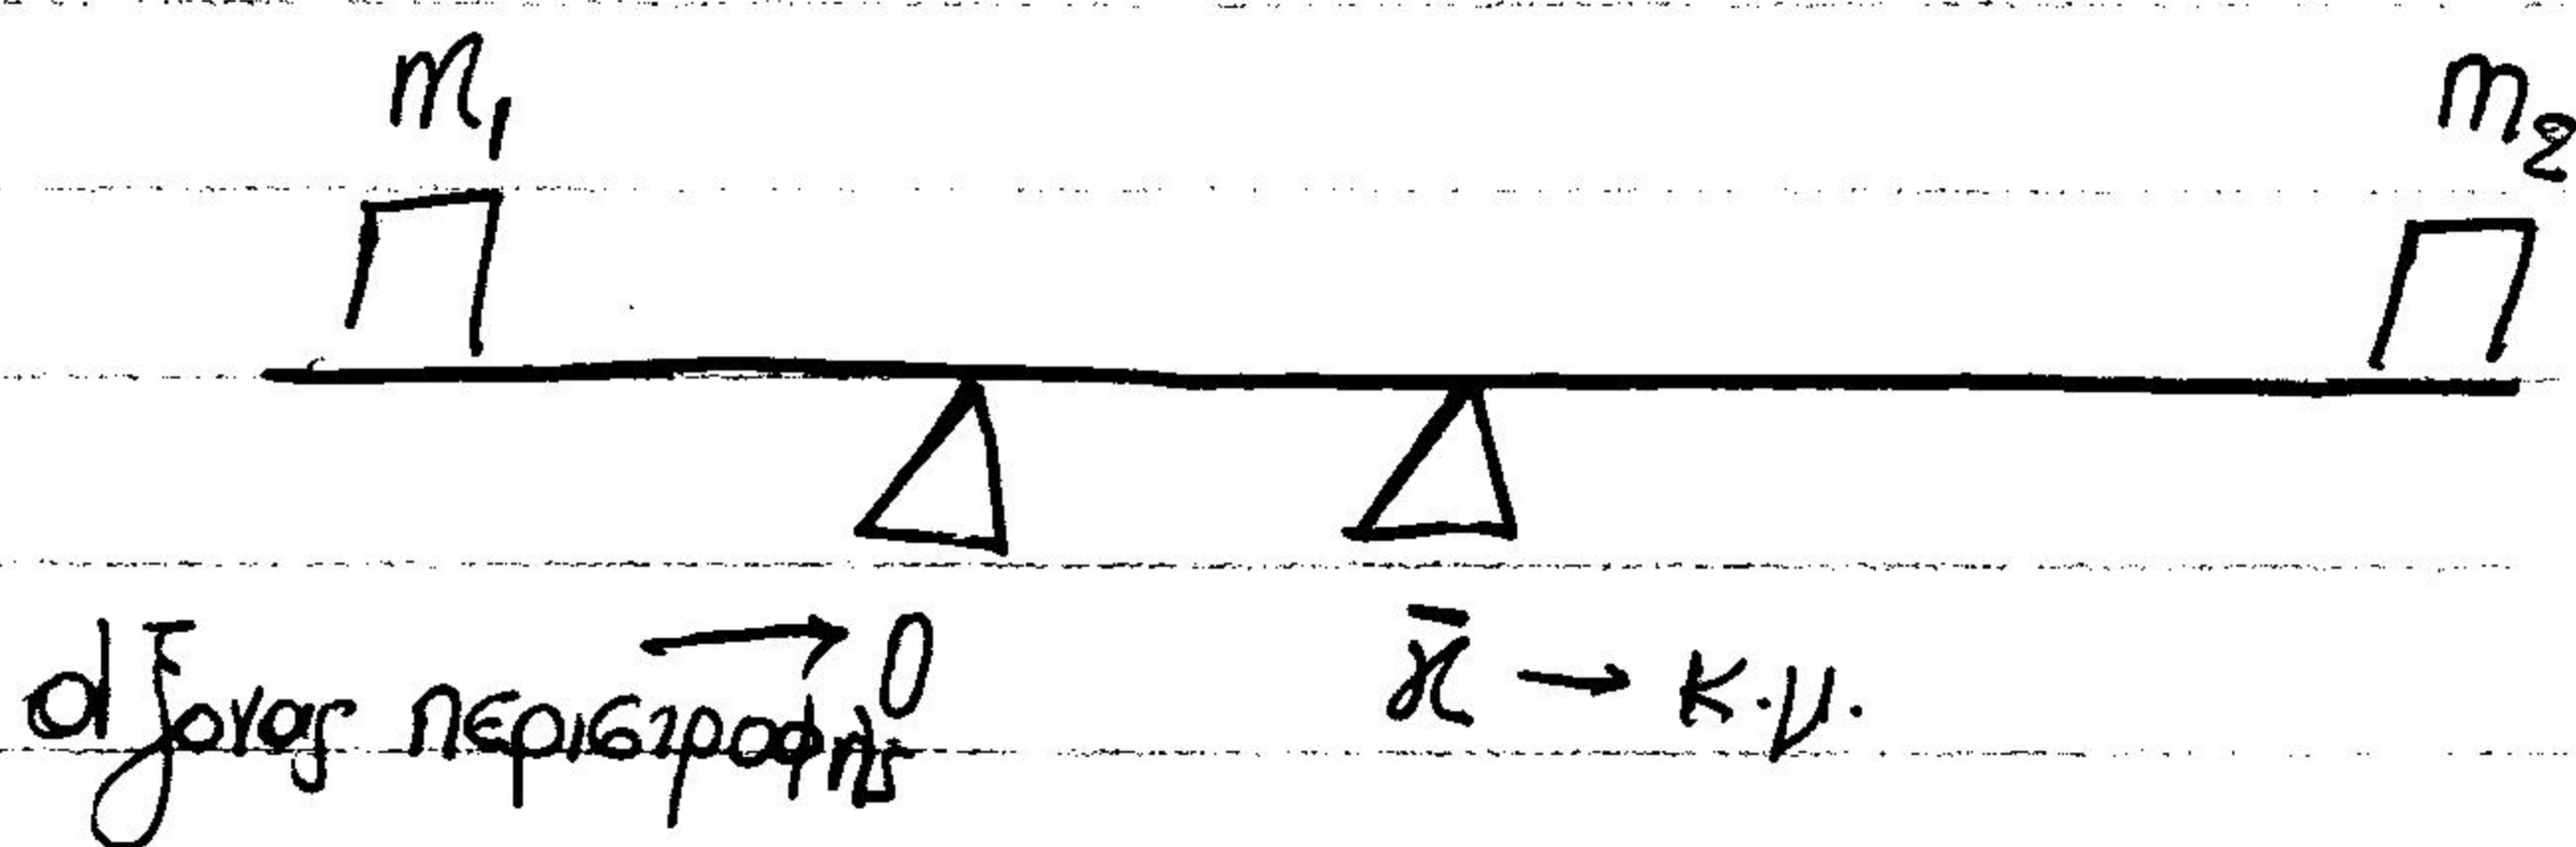 m₁ m₂
άξονας περιστροφής → 0 x̄ → κ.μ.